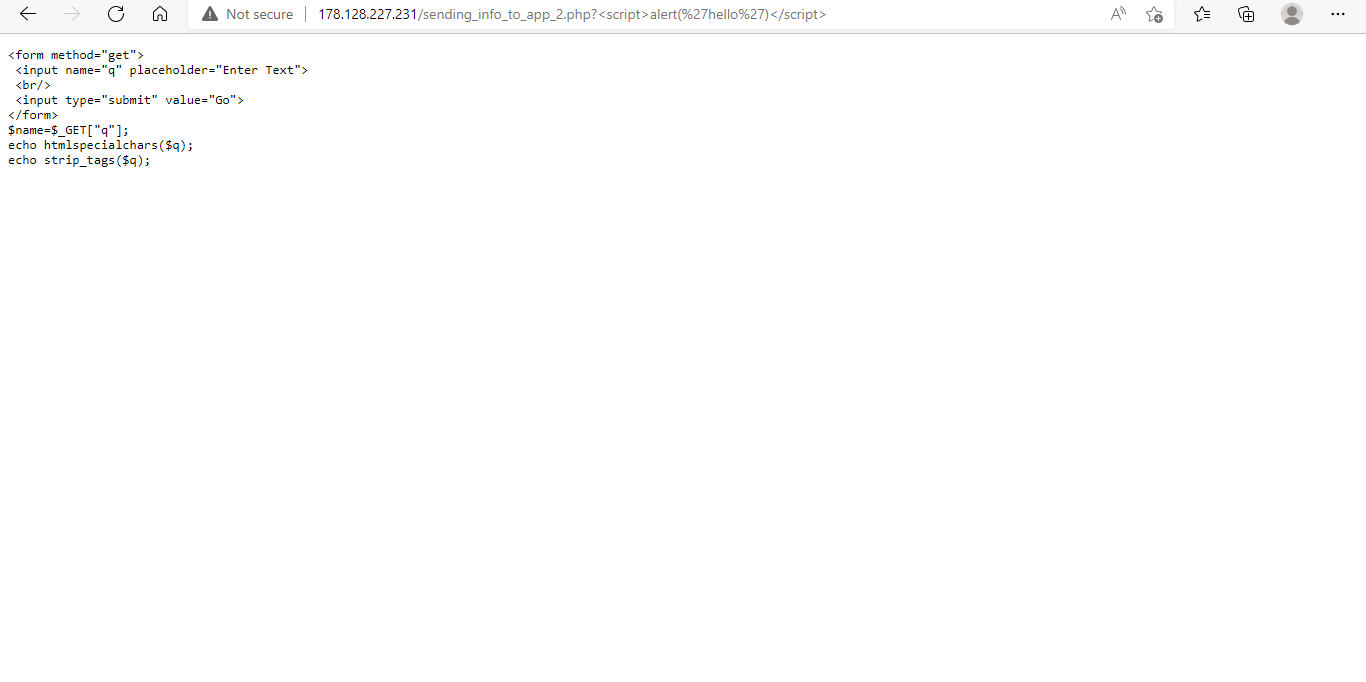 Not secure 178.128.227.231/sending_info_to_app_2.php?<script>alert(%27hello%27)</script>
<form method="get">
 <input name="q" placeholder="Enter Text">
 <br/>
 <input type="submit" value="Go">
</form>
$name=$_GET["q"];
echo htmlspecialchars($q);
echo strip_tags($q);